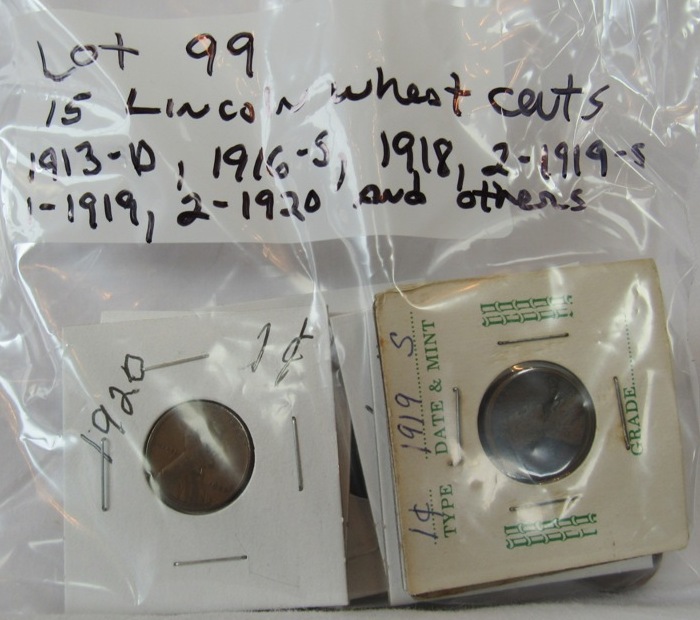 Lot 99
15 Lincoln wheat cents
1913-D, 1916-S, 1918, 2-1919-S
1-1919, 2-1920 and others
1920
1¢
1¢ 1919 S
TYPE DATE & MINT
GRADE